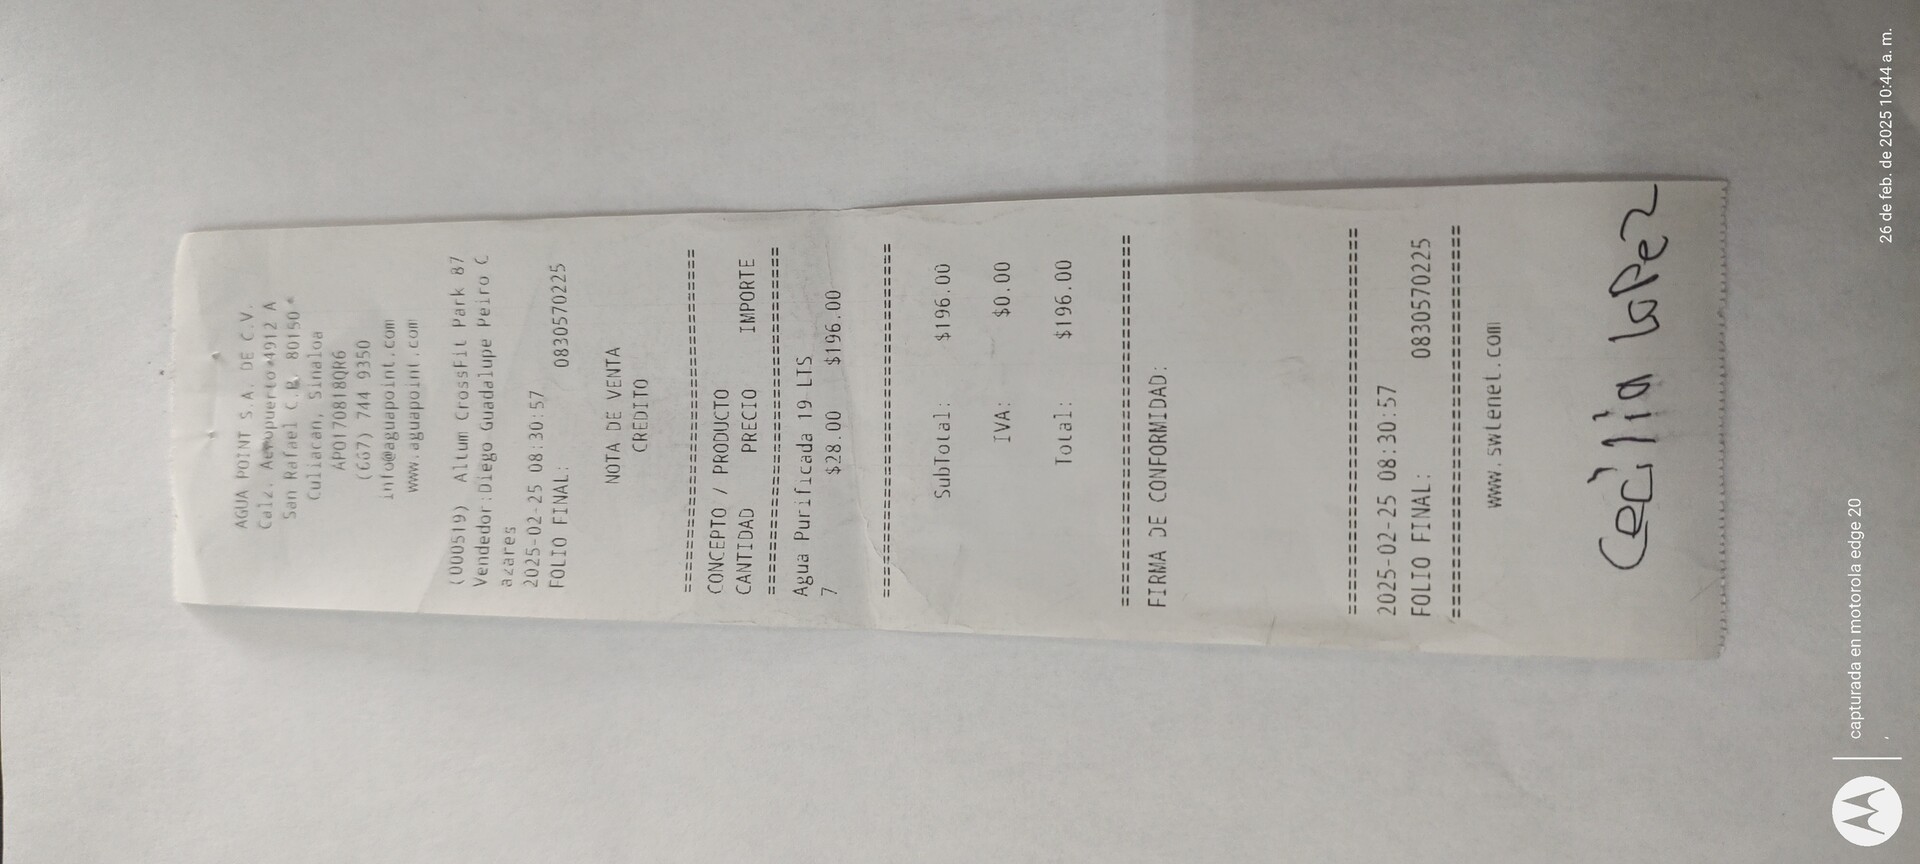 AGUA POINT S.A. DE C.V.
Calz. Aeropuerto 4912 A
San Rafael C.P. 80150
Culiacan, Sinaloa
APO170818QR6
(667) 744 9350
info@aguapoint.com
www.aguapoint.com
(000519) Altum CrossFit Park 87
Vendedor:Diego Guadalupe Peiro C
azares
2025-02-25 08:30:57
FOLIO FINAL: 0830570225
NOTA DE VENTA
CREDITO
================================
CONCEPTO / PRODUCTO
CANTIDAD PRECIO IMPORTE
================================
Agua Purificada 19 LTS
7 $28.00 $196.00
================================
SubTotal: $196.00
IVA: $0.00
Total: $196.00
================================
FIRMA DE CONFORMIDAD:
================================
2025-02-25 08:30:57
FOLIO FINAL: 0830570225
================================
www.swlenet.com
Cecilia lopez
capturada en motorola edge 20
26 de feb. de 2025 10:44 a. m.